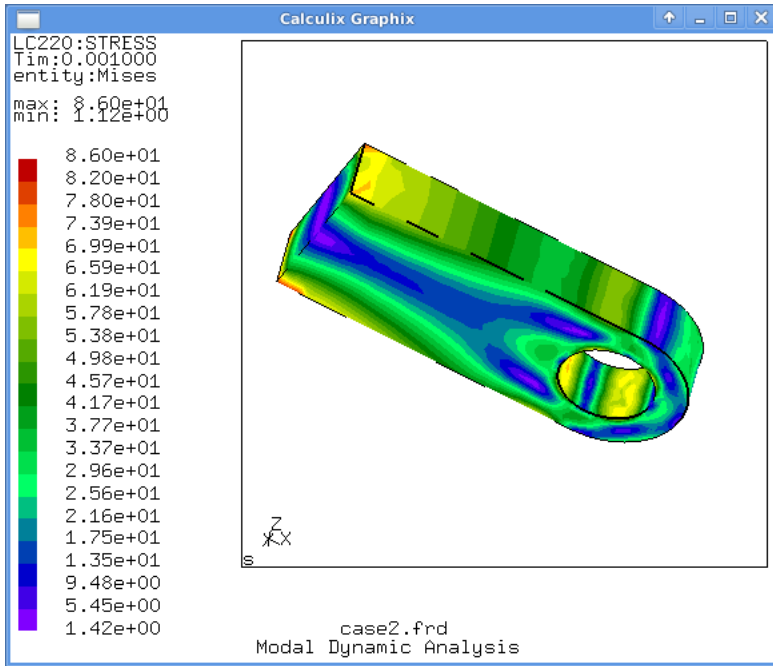 Calculix Graphix
LC220:STRESS
Tim:0.001000
entity:Mises
max: 8.60e+01
min: 1.12e+00
8.60e+01
8.20e+01
7.80e+01
7.39e+01
6.99e+01
6.59e+01
6.19e+01
5.78e+01
5.38e+01
4.98e+01
4.57e+01
4.17e+01
3.77e+01
3.37e+01
2.96e+01
2.56e+01
2.16e+01
1.75e+01
1.35e+01
9.48e+00
5.45e+00
1.42e+00
Z
Y X
s
case2.frd
Modal Dynamic Analysis